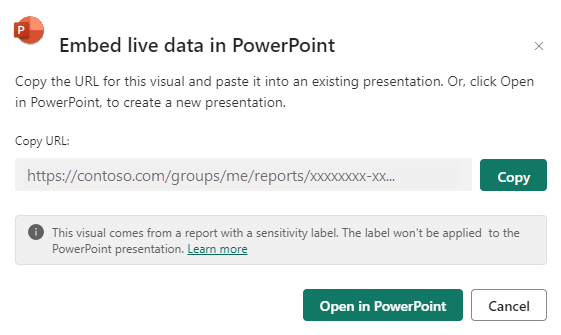 P
Embed live data in PowerPoint
Copy the URL for this visual and paste it into an existing presentation. Or, click Open
in PowerPoint, to create a new presentation.
Copy URL:
https://contoso.com/groups/me/reports/xxxxxxxx-xx...
Copy
This visual comes from a report with a sensitivity label. The label won't be applied  to the
PowerPoint presentation. Learn more
Open in PowerPoint
Cancel